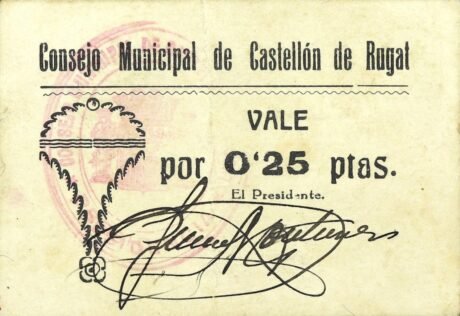 Consejo Municipal de Castellón de Rugat
VALE
por 0'25 ptas.
El Presidente.